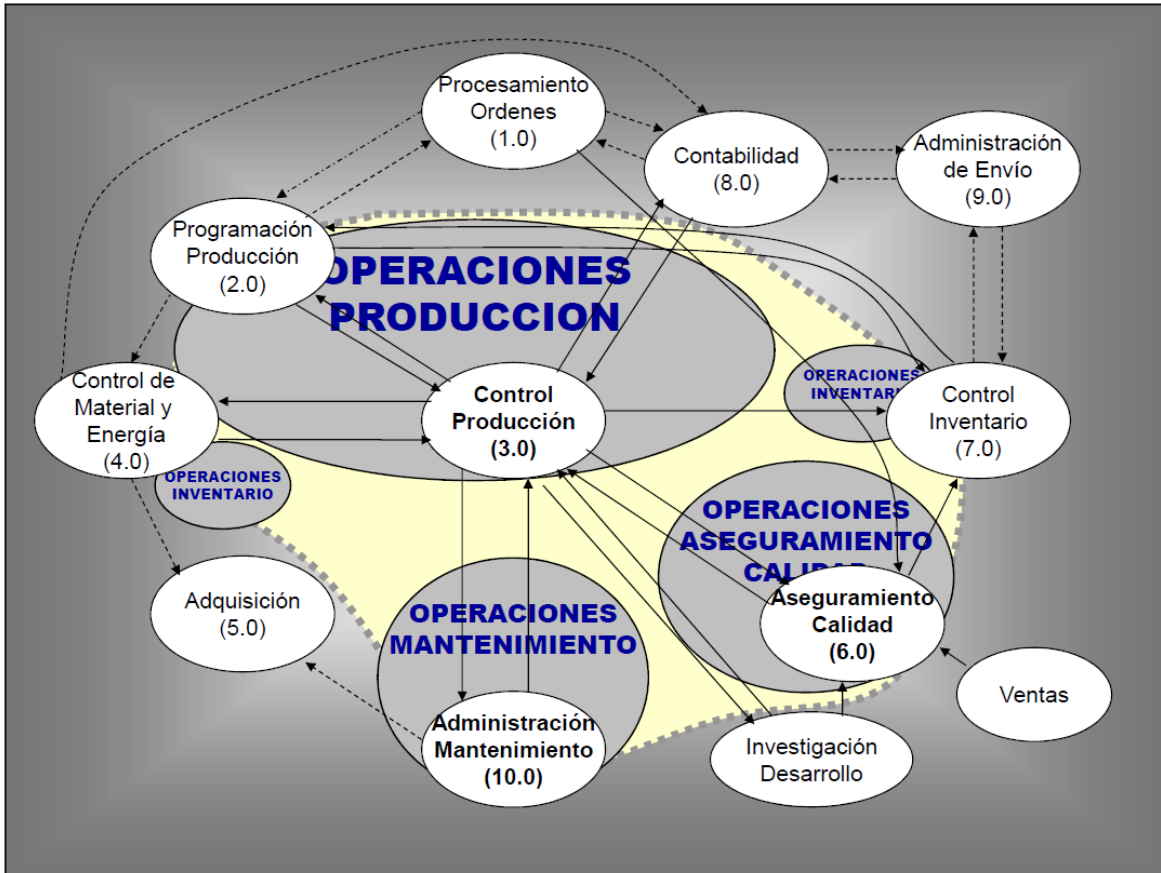 Procesamiento
Ordenes
(1.0)
Contabilidad
(8.0)
Administración
de Envío
(9.0)
Programación
Producción
(2.0)
OPERACIONES
PRODUCCION
Control de
Material y
Energía
(4.0)
Control
Producción
(3.0)
OPERACIONES
INVENTARIO
Control
Inventario
(7.0)
OPERACIONES
INVENTARIO
OPERACIONES
ASEGURAMIENTO
CALIDAD
Aseguramiento
Calidad
(6.0)
Adquisición
(5.0)
OPERACIONES
MANTENIMIENTO
Administración
Mantenimiento
(10.0)
Investigación
Desarrollo
Ventas